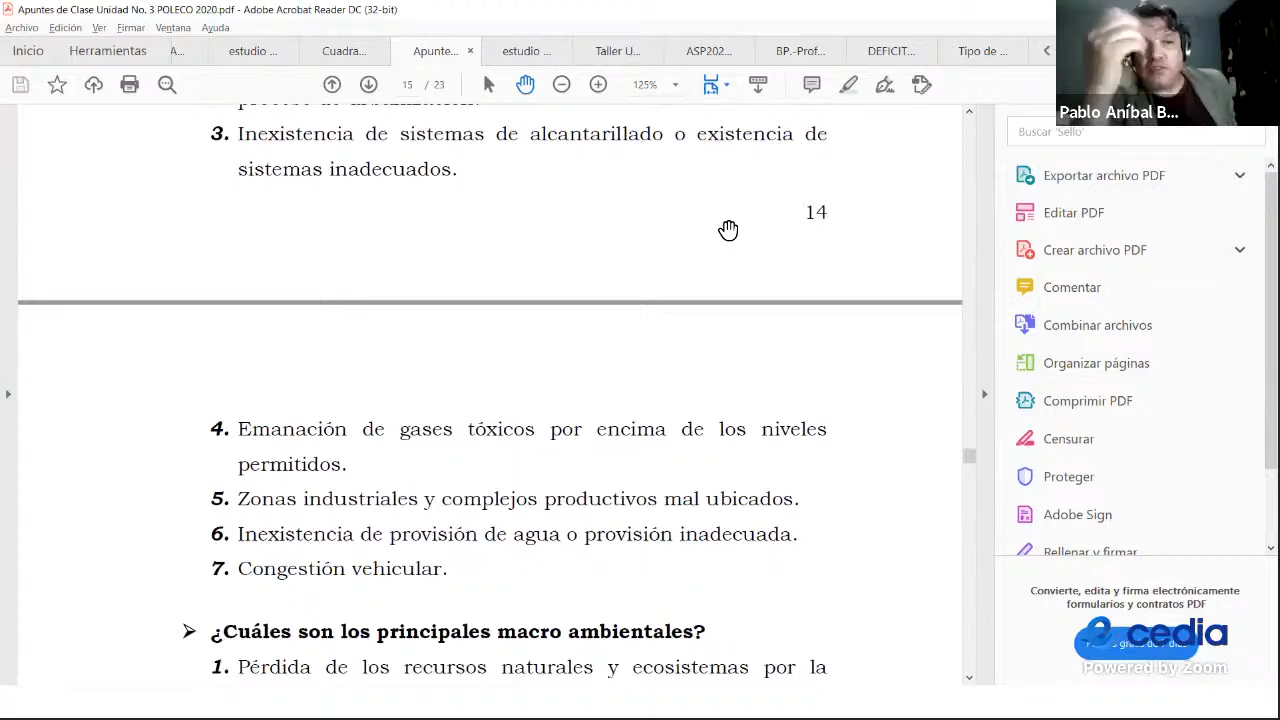 Apuntes de Clase Unidad No. 3 POLECO 2020.pdf - Adobe Acrobat Reader DC (32-bit)
Archivo Edición Ver Firmar Ventana Ayuda
Inicio Herramientas A... estudio ... Cuadra... Apunte... × estudio ... Taller U... ASP202... BP.-Prof... DEFICIT... Tipo de ...
15 / 23 125%
Pablo Aníbal B...
Buscar 'Sello'
3. Inexistencia de sistemas de alcantarillado o existencia de
sistemas inadecuados.
14
4. Emanación de gases tóxicos por encima de los niveles
permitidos.
5. Zonas industriales y complejos productivos mal ubicados.
6. Inexistencia de provisión de agua o provisión inadecuada.
7. Congestión vehicular.
➢ ¿Cuáles son los principales macro ambientales?
1. Pérdida de los recursos naturales y ecosistemas por la
Exportar archivo PDF
Editar PDF
Crear archivo PDF
Comentar
Combinar archivos
Organizar páginas
Comprimir PDF
Censurar
Proteger
Adobe Sign
Rellenar y firmar
Convierte, edita y firma electrónicamente
formularios y contratos PDF
cedia
Powered by Zoom